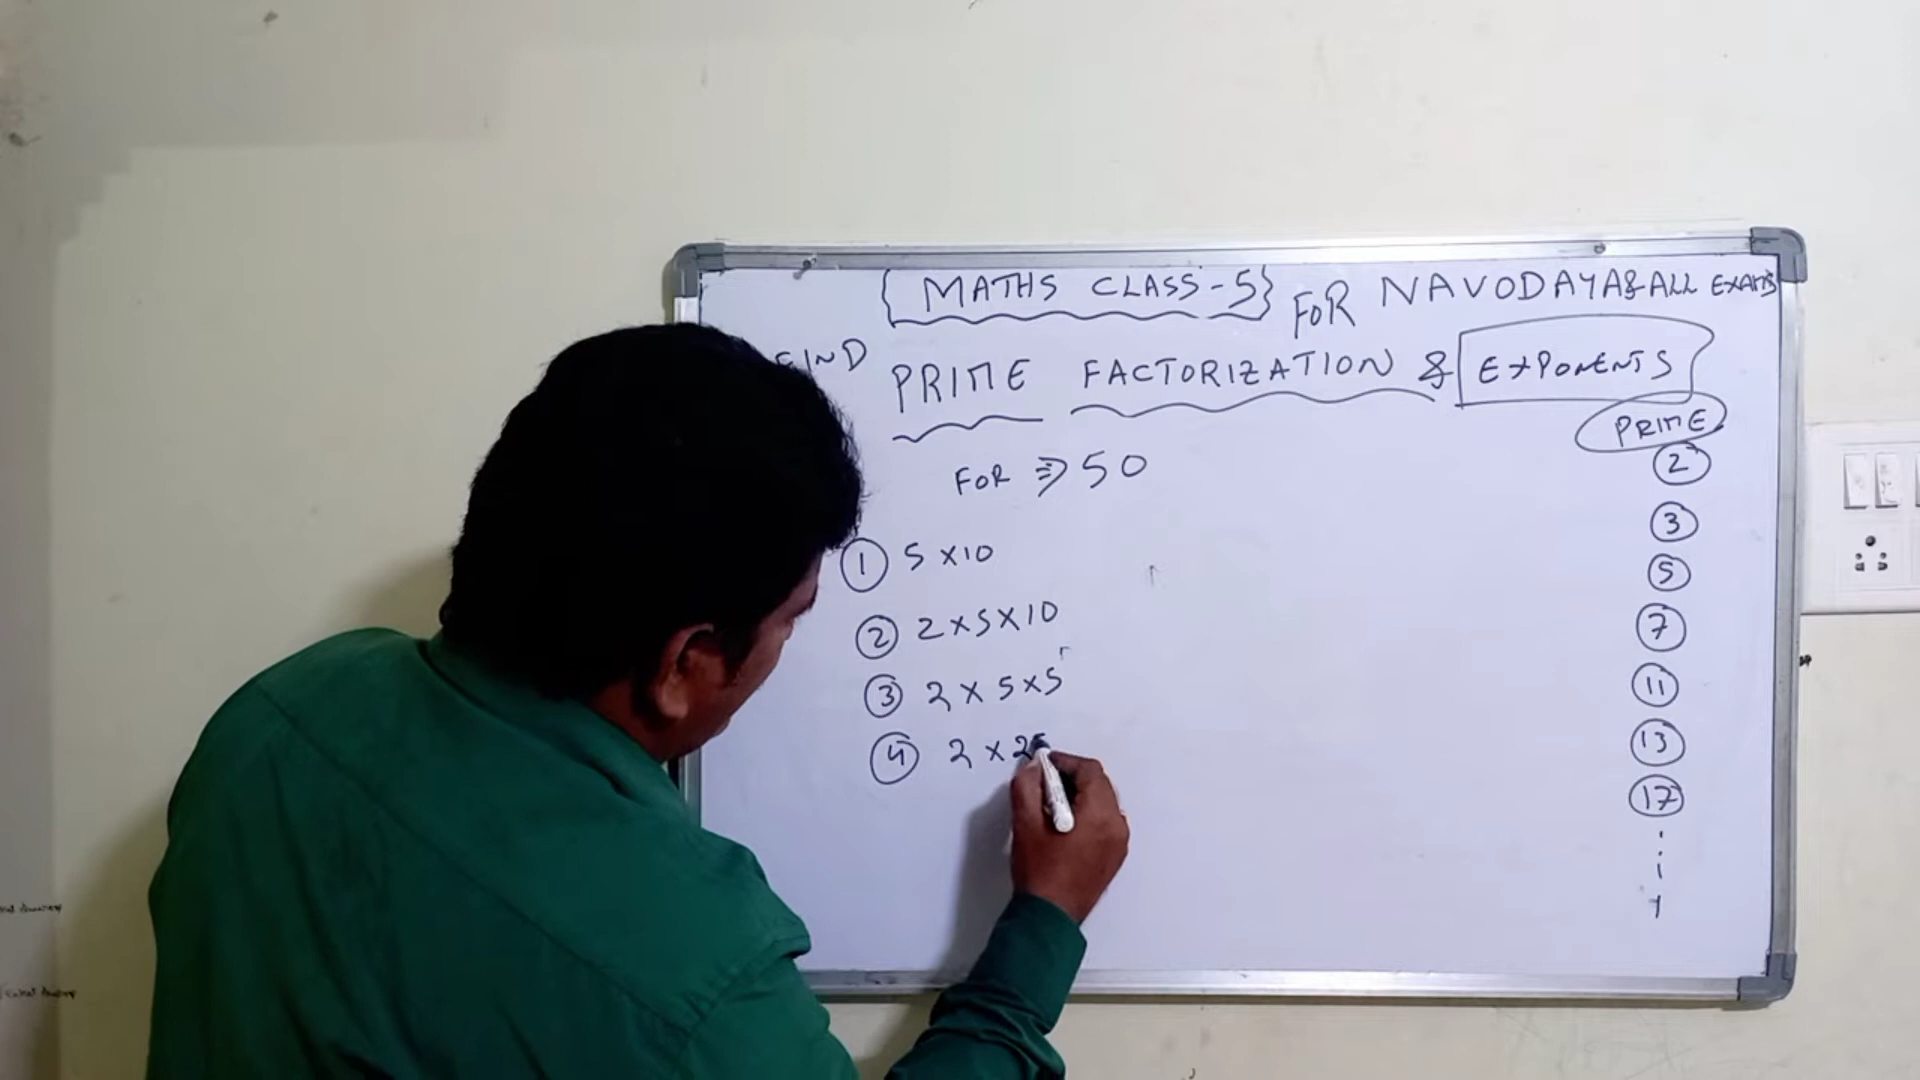 { MATHS CLASS-5} FOR NAVODAYA & ALL EXAMS
FIND PRIME FACTORIZATION & EXPONENTS
PRIME
FOR ⇒ 50
2
3
① 5 × 10
5
② 2 × 5 × 10
7
③ 2 × 5 × 5
11
④ 2 × 25
13
17